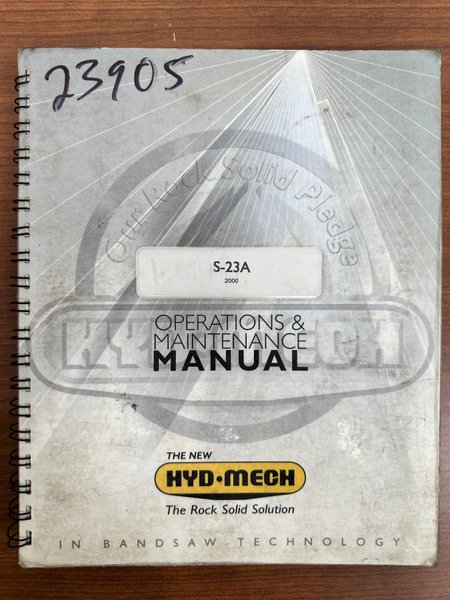 23905
Our Rock Solid Pledge
S-23A
2000
OPERATIONS &
MAINTENANCE
MANUAL
HYD-MECH
THE NEW
HYD•MECH
The Rock Solid Solution
IN BANDSAW TECHNOLOGY